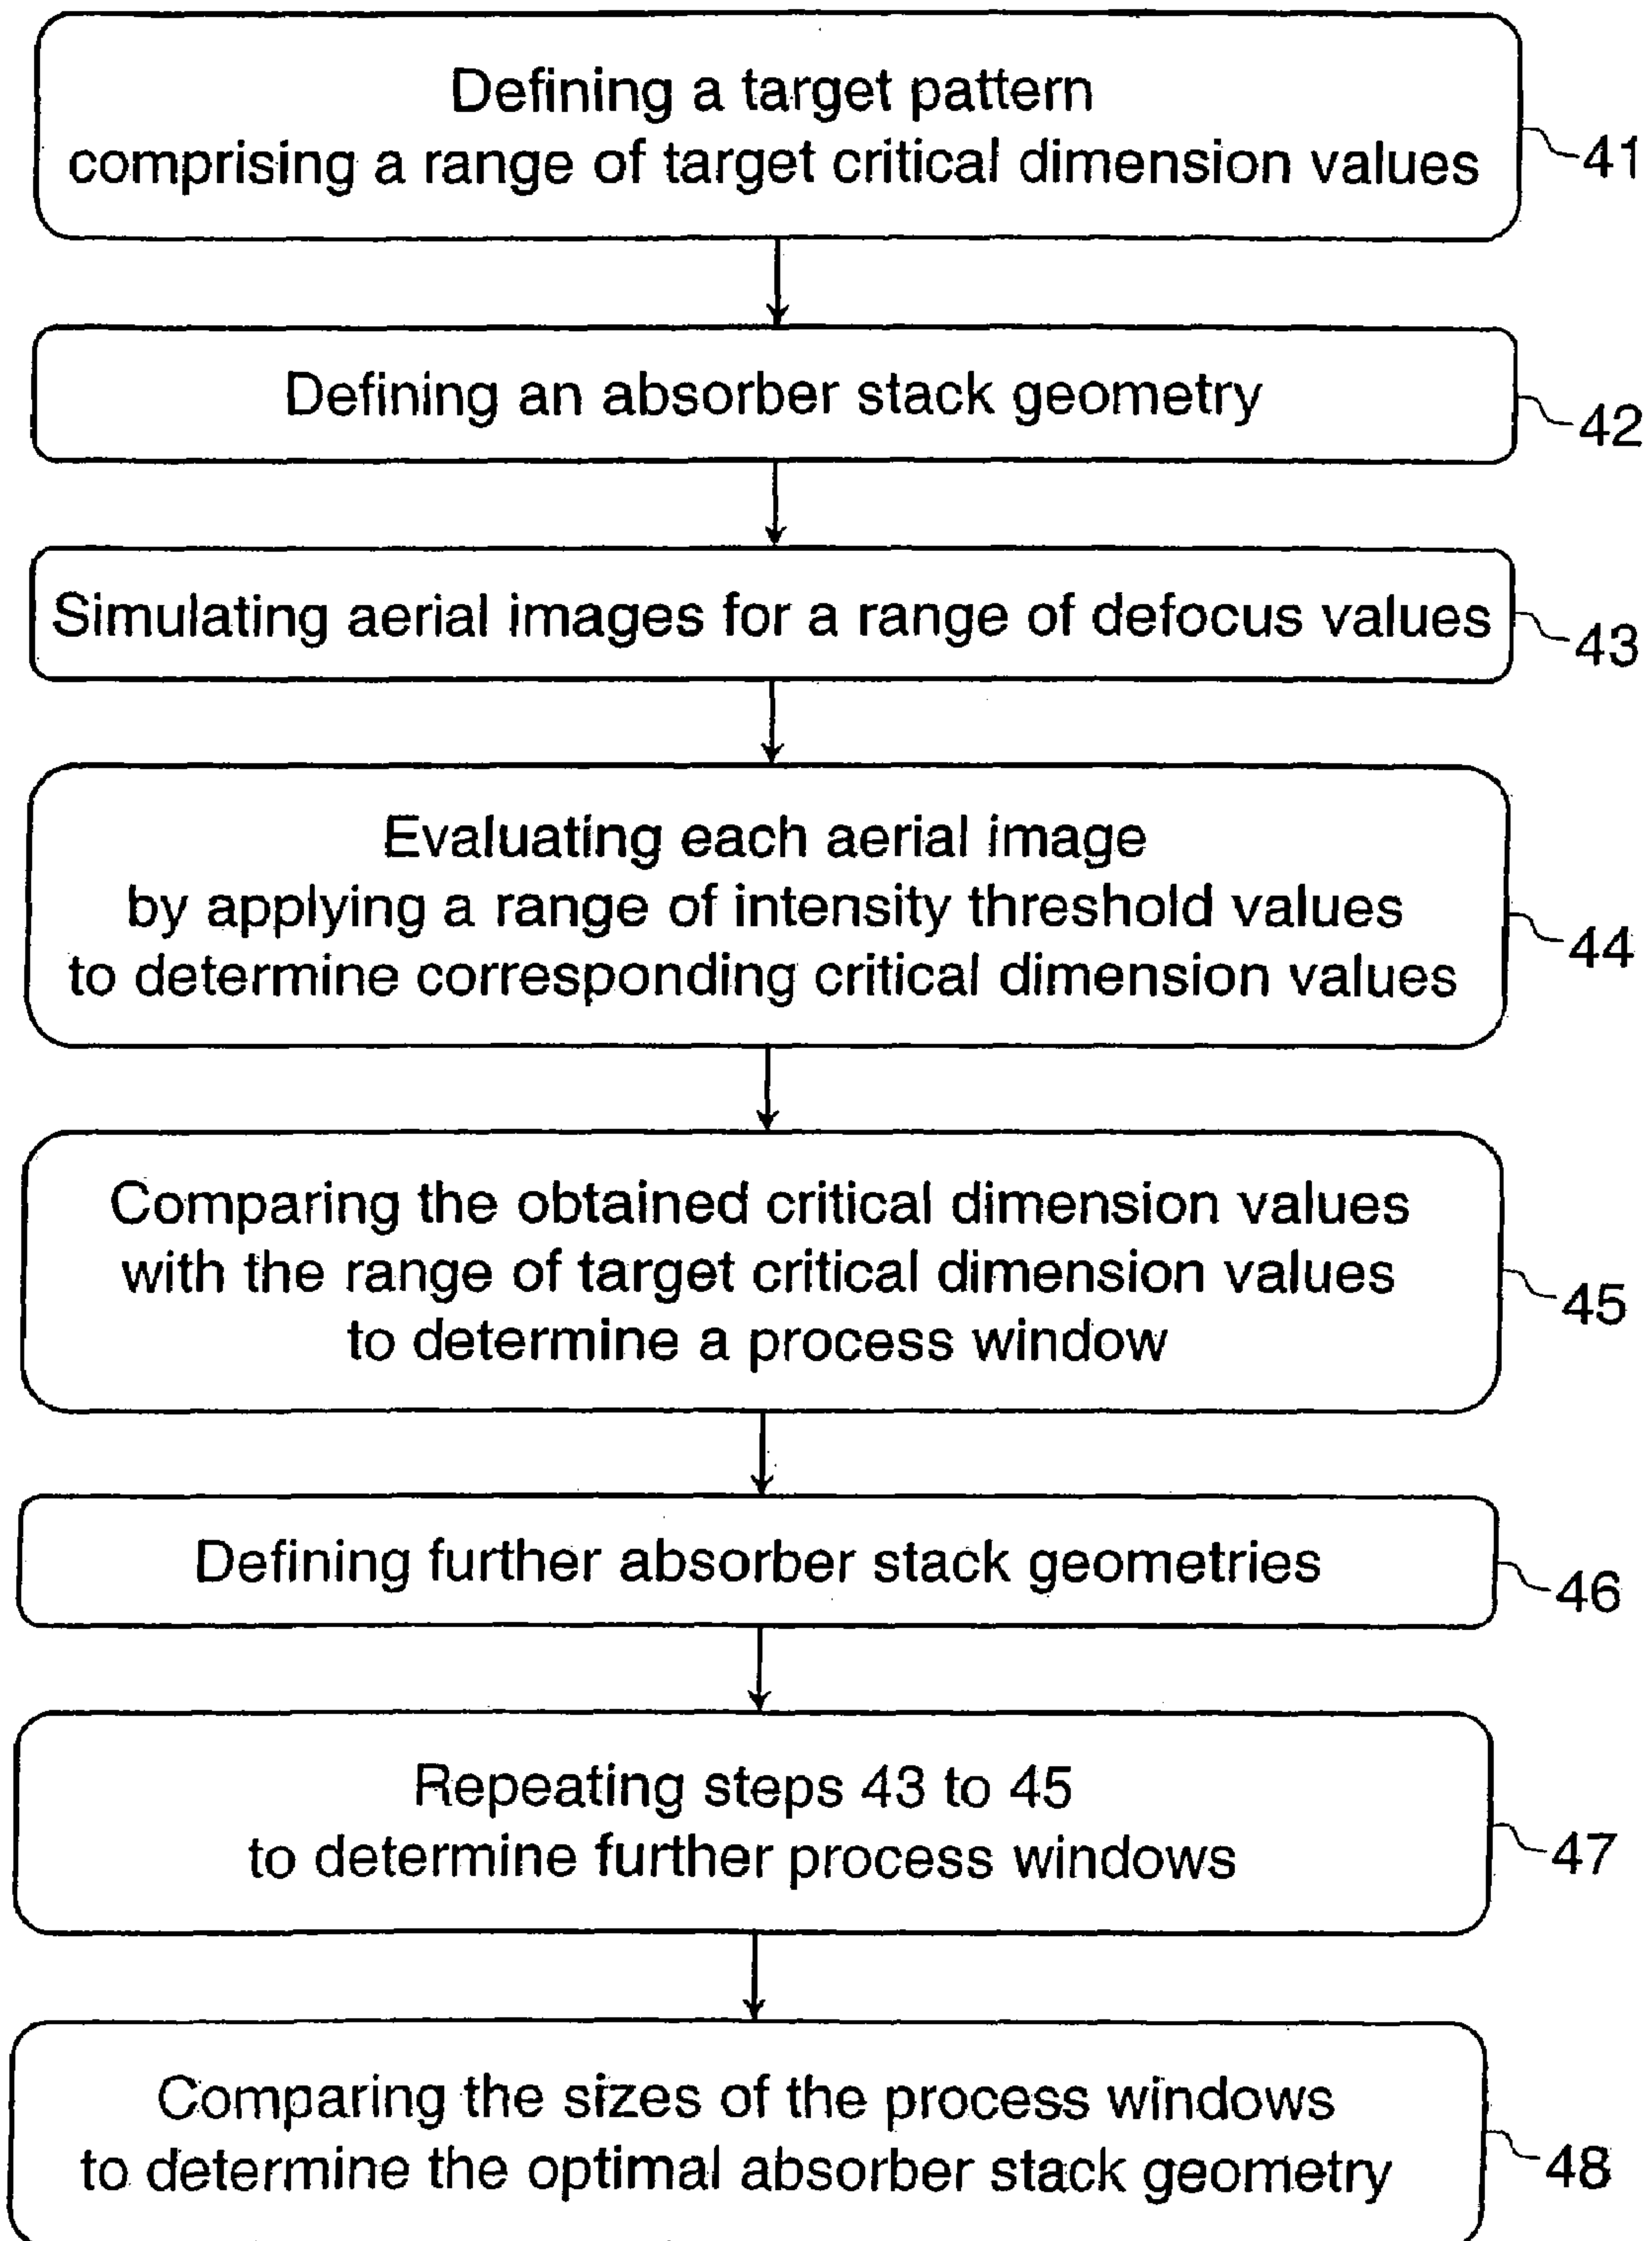 Defining a target pattern
comprising a range of target critical dimension values
41
Defining an absorber stack geometry
42
Simulating aerial images for a range of defocus values
43
Evaluating each aerial image
by applying a range of intensity threshold values
to determine corresponding critical dimension values
44
Comparing the obtained critical dimension values
with the range of target critical dimension values
to determine a process window
45
Defining further absorber stack geometries
46
Repeating steps 43 to 45
to determine further process windows
47
Comparing the sizes of the process windows
to determine the optimal absorber stack geometry
48